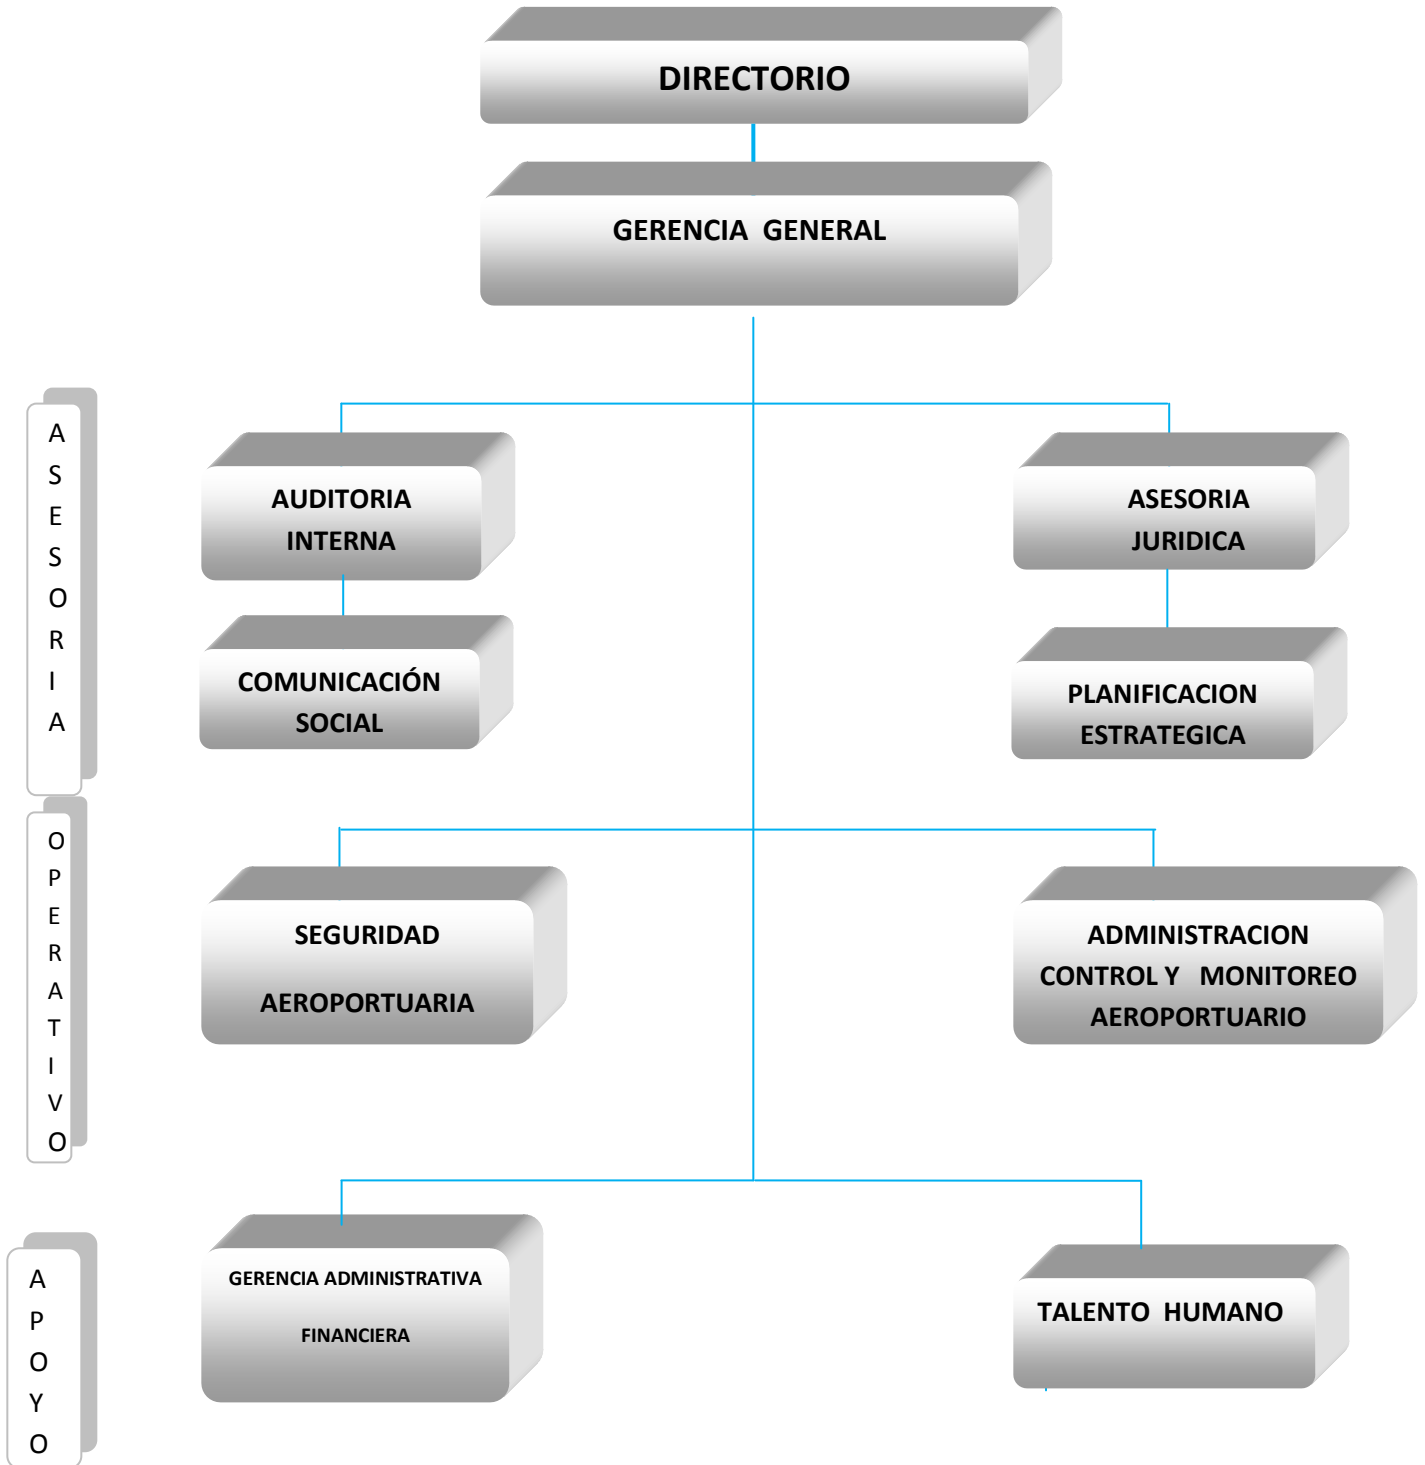 DIRECTORIO
GERENCIA GENERAL
A
S
E
S
O
R
I
A
AUDITORIA
INTERNA
ASESORIA
JURIDICA
COMUNICACIÓN
SOCIAL
PLANIFICACION
ESTRATEGICA
O
P
E
R
A
T
I
V
O
SEGURIDAD
AEROPORTUARIA
ADMINISTRACION
CONTROL Y MONITOREO
AEROPORTUARIO
A
P
O
Y
O
GERENCIA ADMINISTRATIVA
FINANCIERA
TALENTO HUMANO